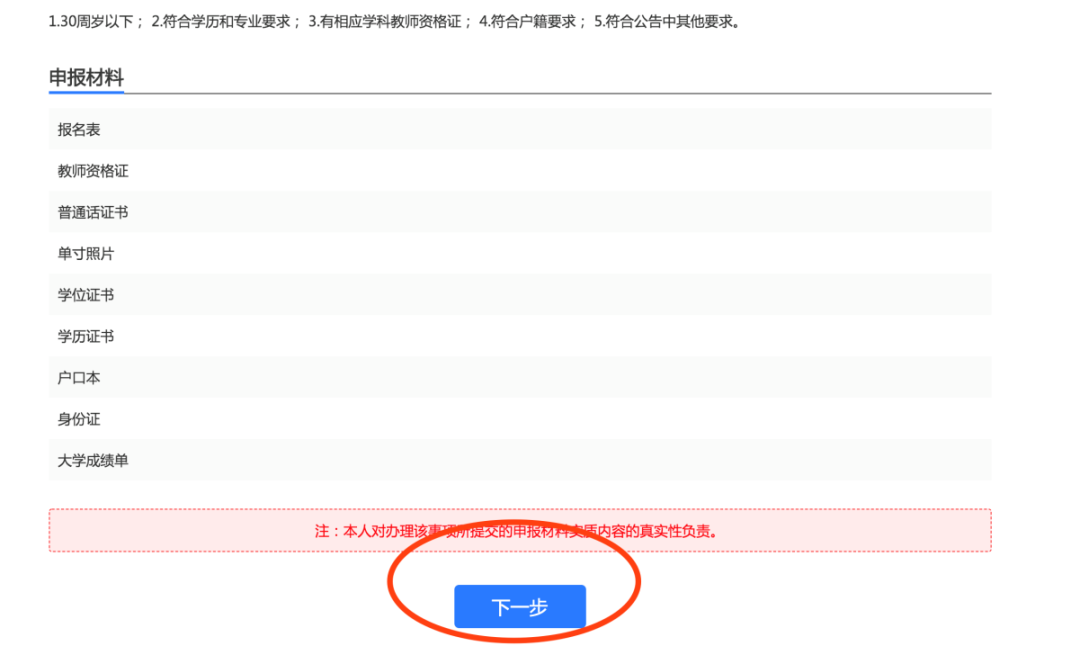 1.30周岁以下； 2.符合学历和专业要求； 3.有相应学科教师资格证； 4.符合户籍要求； 5.符合公告中其他要求。
申报材料
报名表
教师资格证
普通话证书
单寸照片
学位证书
学历证书
户口本
身份证
大学成绩单
注：本人对办理该事项所提交的申报材料实质内容的真实性负责。
下一步